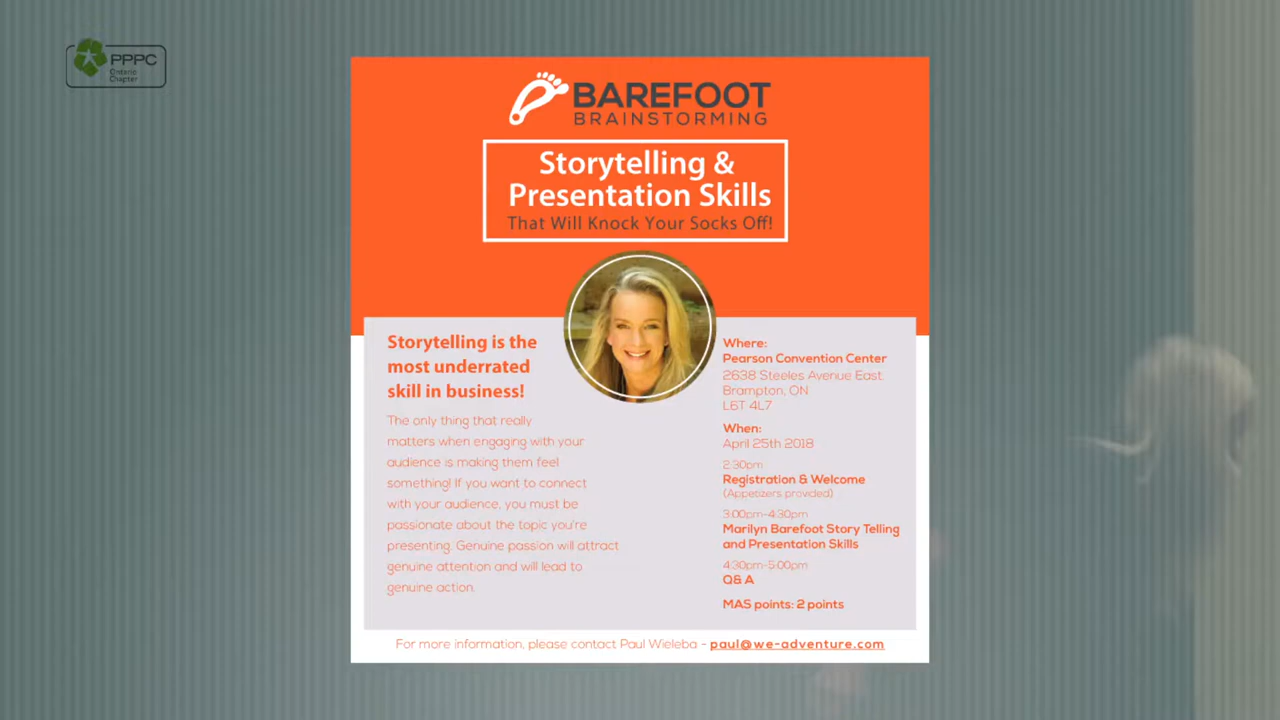 PPPC
Ontario
Chapter
BAREFOOT
BRAINSTORMING
Storytelling &
Presentation Skills
That Will Knock Your Socks Off!
Storytelling is the
most underrated
skill in business!
The only thing that really
matters when engaging with your
audience is making them feel
something! If you want to connect
with your audience, you must be
passionate about the topic you're
presenting. Genuine passion will attract
genuine attention and will lead to
genuine action.
Where:
Pearson Convention Center
2638 Steeles Avenue East
Brampton, ON
L6T 4L7
When:
April 25th 2018
2:30pm
Registration & Welcome
(Appetizers provided)
3:00pm-4:30pm
Marilyn Barefoot Story Telling
and Presentation Skills
4:30pm-5:00pm
Q& A
MAS points: 2 points
For more information, please contact Paul Wieleba - paul@we-adventure.com